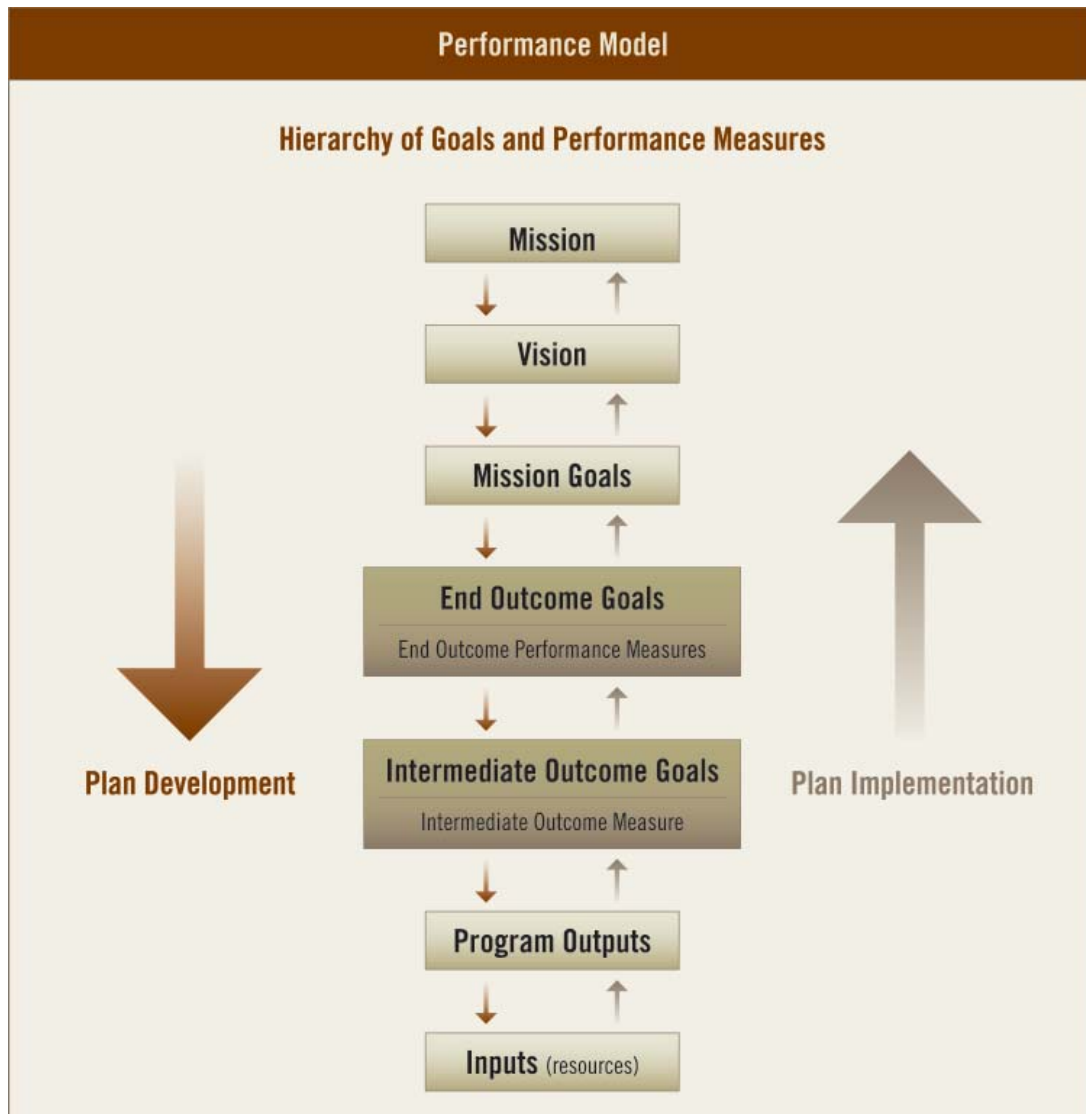 Performance Model
Hierarchy of Goals and Performance Measures
Mission
Vision
Mission Goals
End Outcome Goals
End Outcome Performance Measures
Intermediate Outcome Goals
Intermediate Outcome Measure
Plan Development
Plan Implementation
Program Outputs
Inputs (resources)